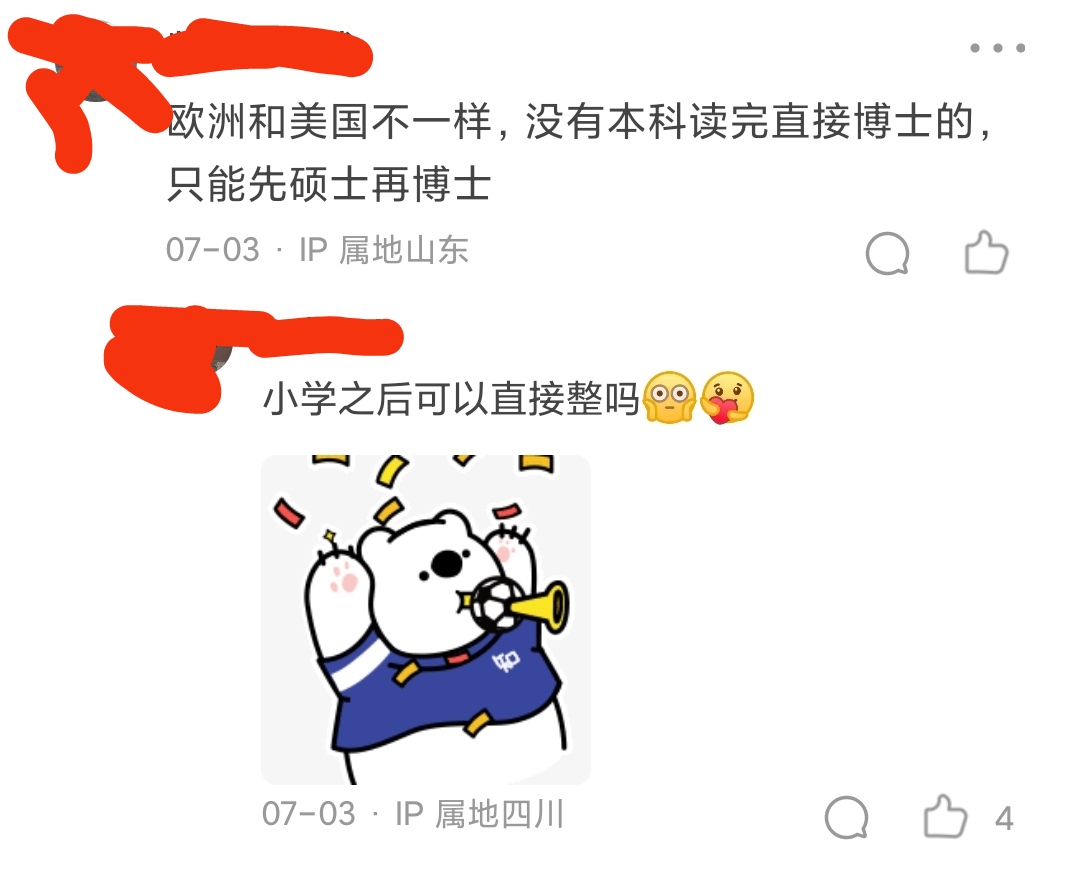 欧洲和美国不一样，没有本科读完直接博士的，
只能先硕士再博士
07-03 · IP 属地山东
小学之后可以直接整吗
知
07-03 · IP 属地四川
4